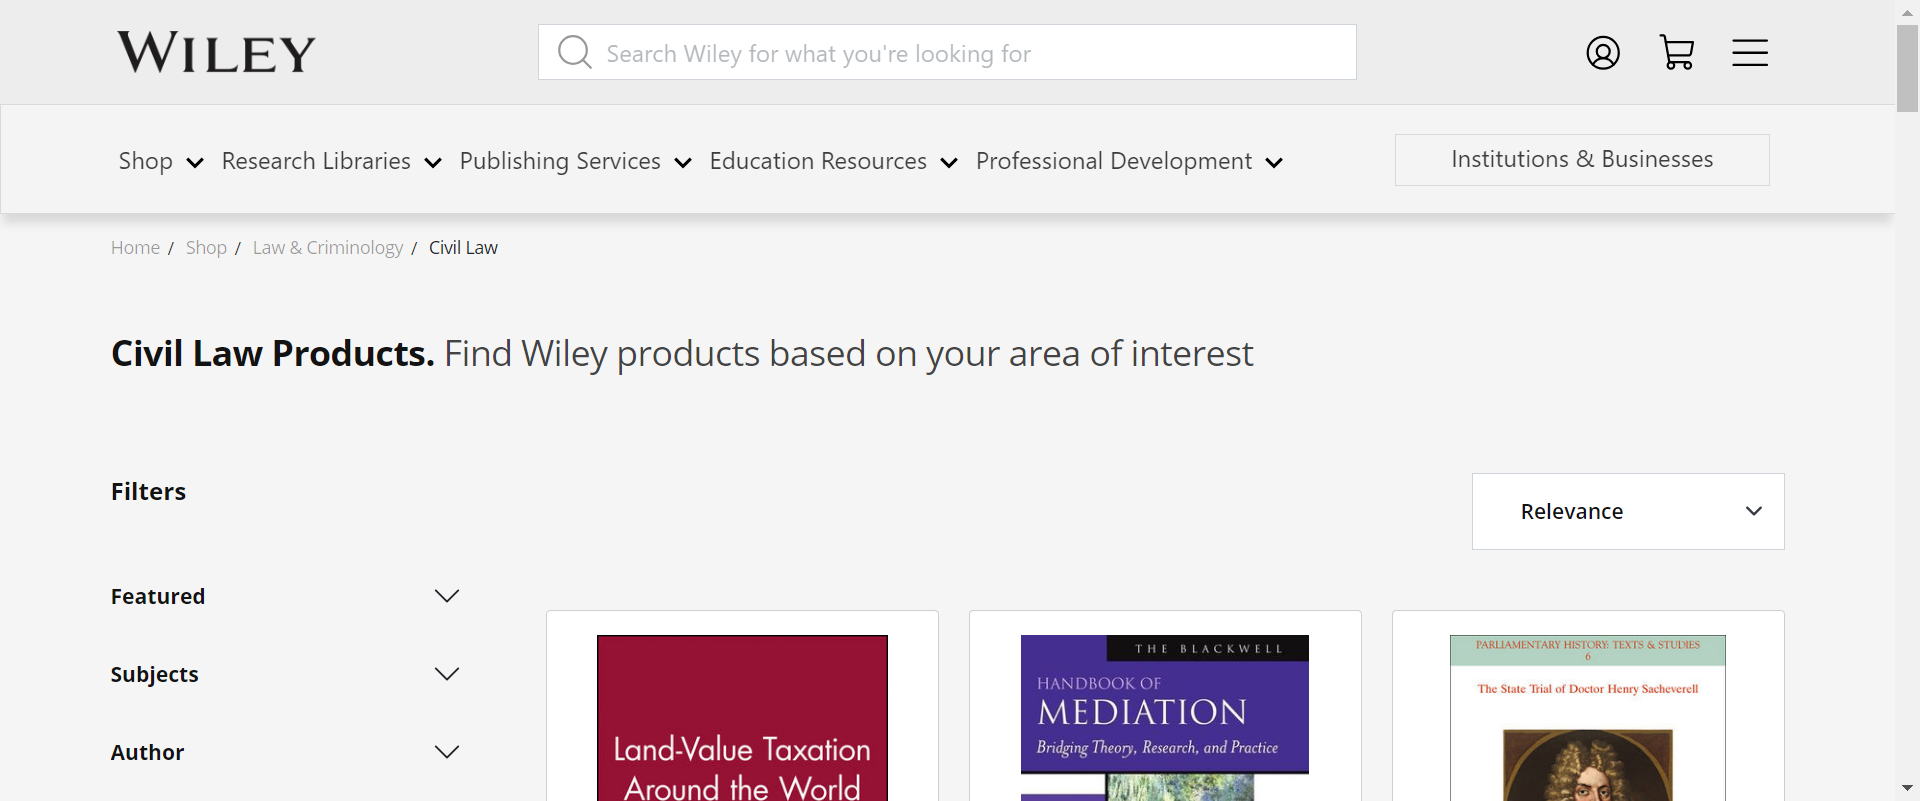 WILEY
Search Wiley for what you're looking for
Shop Research Libraries Publishing Services Education Resources Professional Development Institutions & Businesses
Home / Shop / Law & Criminology / Civil Law
Civil Law Products. Find Wiley products based on your area of interest
Filters
Relevance
Featured
Subjects
Author
Land-Value Taxation
Around the World
THE BLACKWELL
HANDBOOK OF
MEDIATION
Bridging Theory, Research, and Practice
PARLIAMENTARY HISTORY: TEXTS & STUDIES
6
The State Trial of Doctor Henry Sacheverell